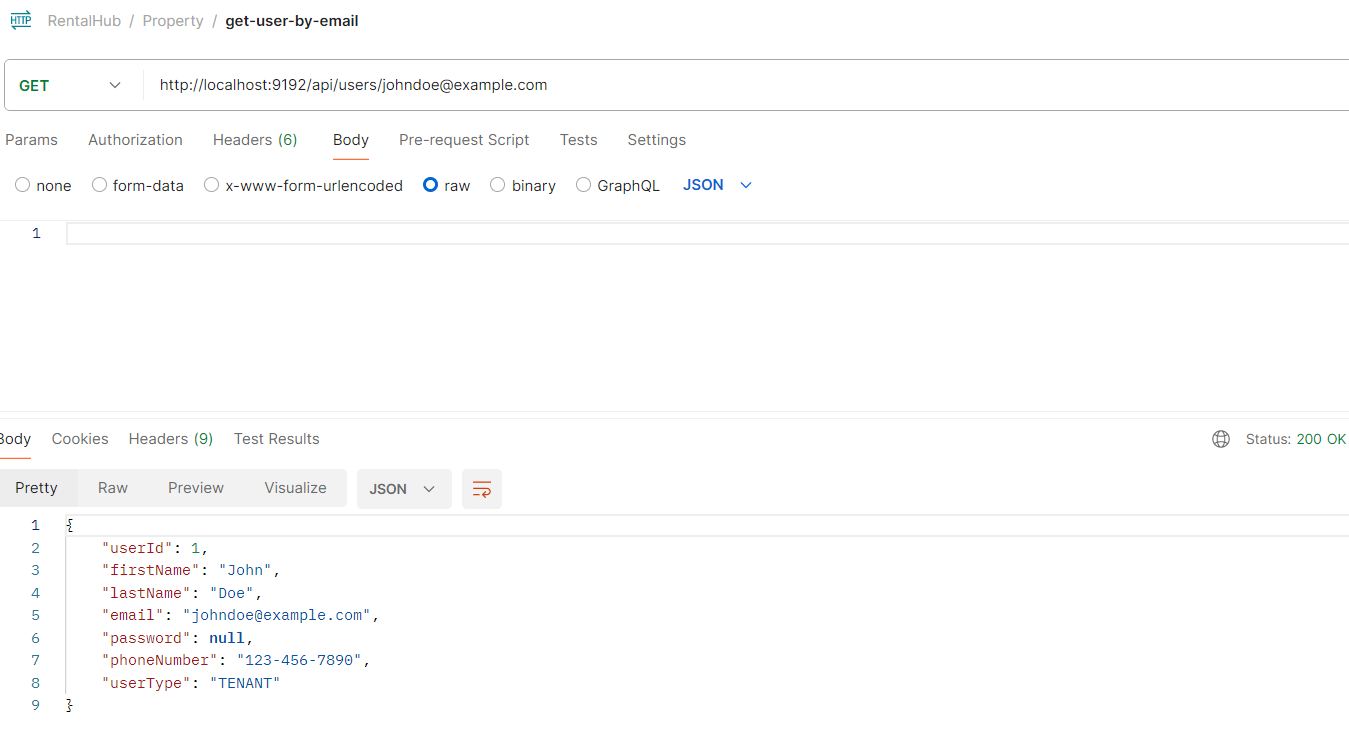 HTTP RentalHub / Property / get-user-by-email
GET http://localhost:9192/api/users/johndoe@example.com
Params Authorization Headers (6) Body Pre-request Script Tests Settings
none form-data x-www-form-urlencoded raw binary GraphQL JSON
1
Body Cookies Headers (9) Test Results Status: 200 OK
Pretty Raw Preview Visualize JSON
1 {
2 "userId": 1,
3 "firstName": "John",
4 "lastName": "Doe",
5 "email": "johndoe@example.com",
6 "password": null,
7 "phoneNumber": "123-456-7890",
8 "userType": "TENANT"
9 }